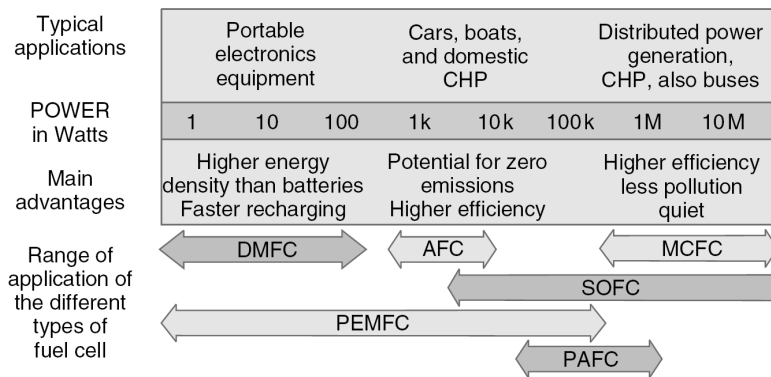 Typical
applications
Portable
electronics
equipment
Cars, boats,
and domestic
CHP
Distributed power
generation,
CHP, also buses
POWER
in Watts
1 10 100 1k 10k 100k 1M 10M
Main
advantages
Higher energy
density than batteries
Faster recharging
Potential for zero
emissions
Higher efficiency
Higher efficiency
less pollution
quiet
Range of
application of
the different
types of
fuel cell
DMFC
AFC
MCFC
SOFC
PEMFC
PAFC